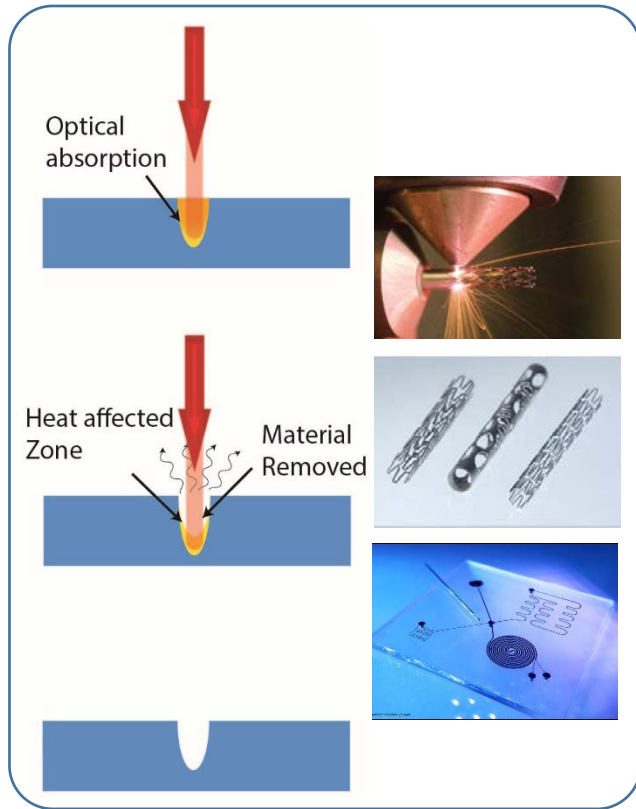 Optical
absorption
Heat affected
Zone
Material
Removed